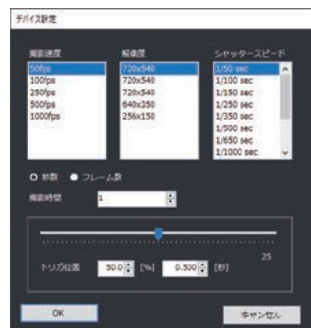 デバイス設定
撮影速度 解像度 シャッタースピード
50fps 720x540 1/50 sec
100fps 720x540 1/100 sec
250fps 720x540 1/150 sec
500fps 640x350 1/250 sec
1000fps 256x150 1/350 sec
1/500 sec
1/650 sec
1/1000 sec
秒数 フレーム数
撮影時間 1
25
トリガ位置 50.0 [%] 0.500 [秒]
OK キャンセル